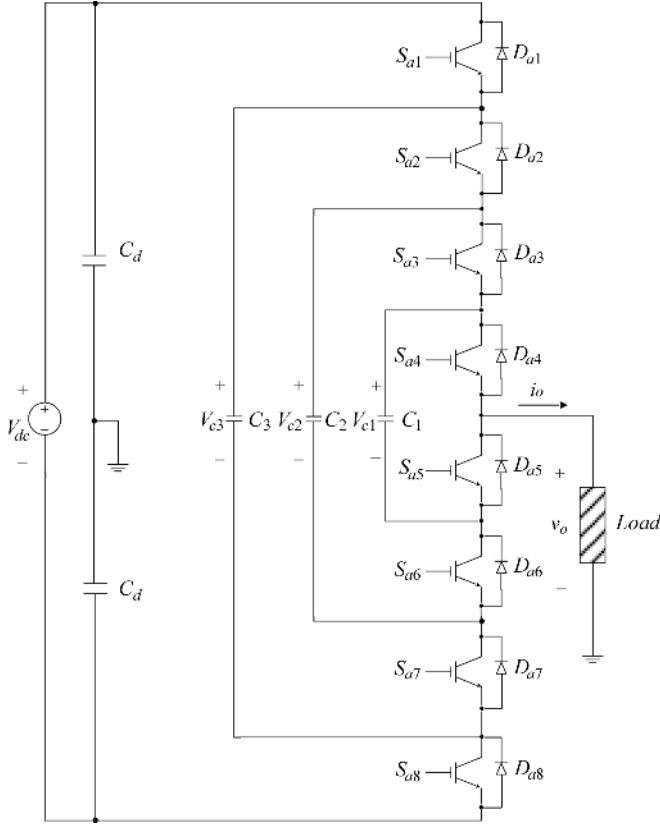 S_{a1} D_{a1}
S_{a2} D_{a2}
C_d S_{a3} D_{a3}
S_{a4} D_{a4}
+ + + + i_o
V_{dc} V_{c3} C_3 V_{c2} C_2 V_{c1} C_1
+
−
− − − − S_{a5} D_{a5} +
v_o Load
C_d S_{a6} D_{a6} −
S_{a7} D_{a7}
S_{a8} D_{a8}